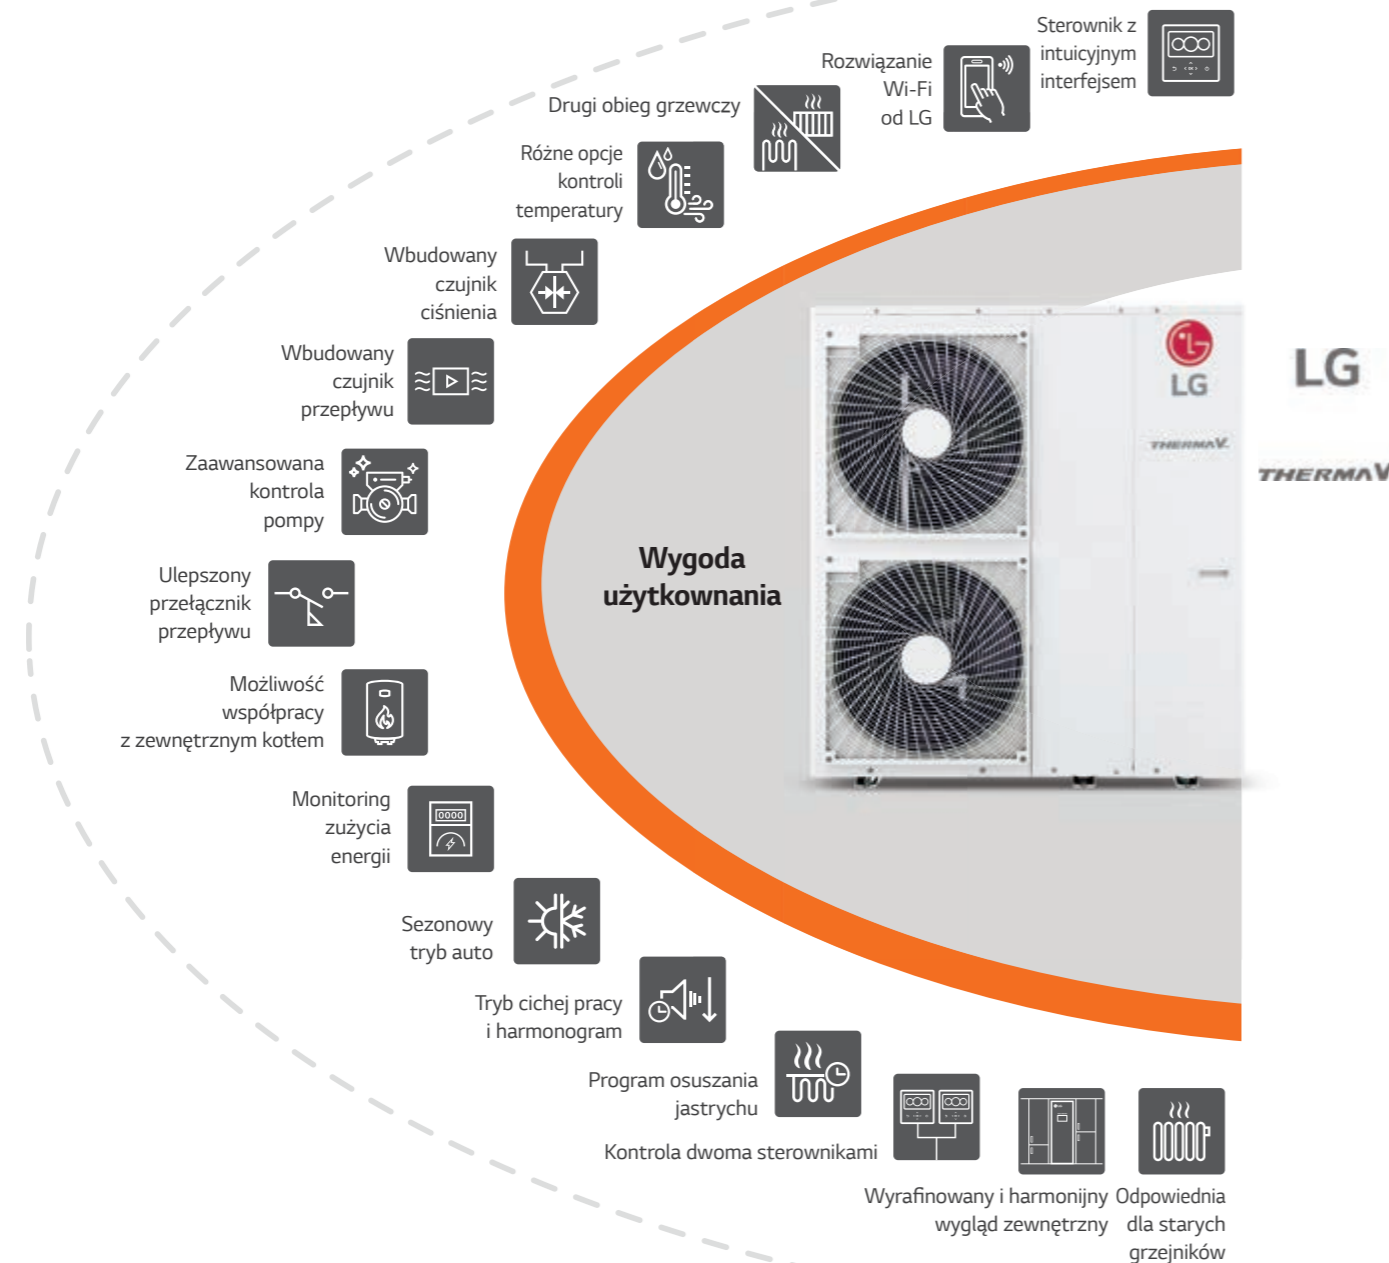 Sterownik z
intuicyjnym
interfejsem
Rozwiązanie
Wi-Fi
od LG
Drugi obieg grzewczy
Różne opcje
kontroli
temperatury
Wbudowany
czujnik
ciśnienia
Wbudowany
czujnik
przepływu
Zaawansowana
kontrola
pompy
Ulepszony
przełącznik
przepływu
Możliwość
współpracy
z zewnętrznym kotłem
Monitoring
zużycia
energii
0000
Sezonowy
tryb auto
Tryb cichej pracy
i harmonogram
Program osuszania
jastrychu
Kontrola dwoma sterownikami
Wyrafinowany i harmonijny
wygląd zewnętrzny
Odpowiednia
dla starych
grzejników
Wygoda
użytkownania
LG
THERMAV
LG
THERMAV